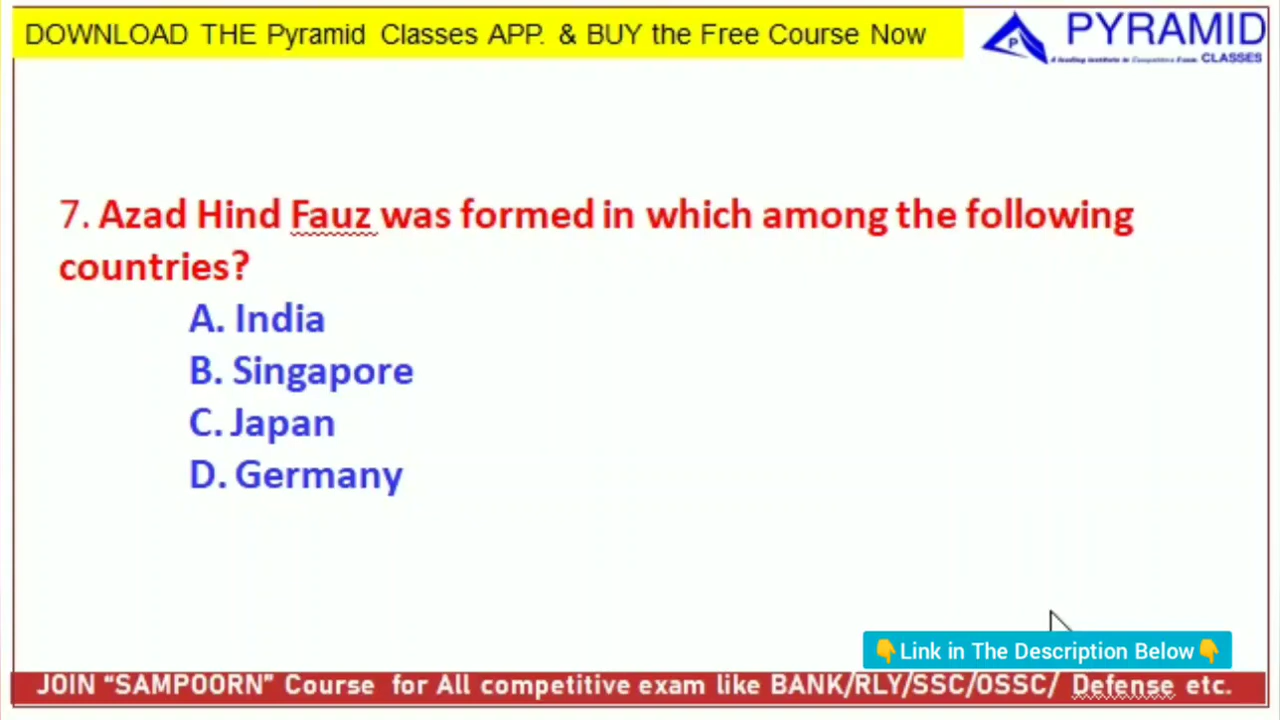 DOWNLOAD THE Pyramid Classes APP. & BUY the Free Course Now
PYRAMID
A leading institute in Competitive Exam CLASSES
7. Azad Hind Fauz was formed in which among the following
countries?
A. India
B. Singapore
C. Japan
D. Germany
👇Link in The Description Below👇
JOIN “SAMPOORN” Course for All competitive exam like BANK/RLY/SSC/OSSC/ Defense etc.